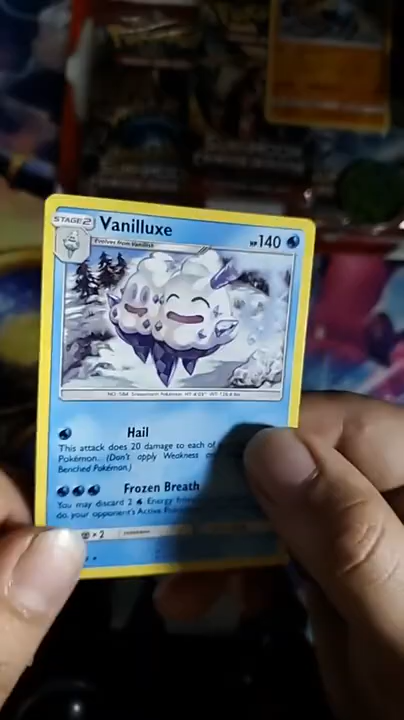 STAGE 2 Vanilluxe HP 140
Evolves from Vanillish
NO. 584 Snowstorm Pokémon HT: 4'03" WT: 126.8 lbs
Hail
This attack does 20 damage to each of
Pokémon. (Don't apply Weakness
Benched Pokémon.)
Frozen Breath
You may discard 2 Energy from
do, your opponent's Active
×2